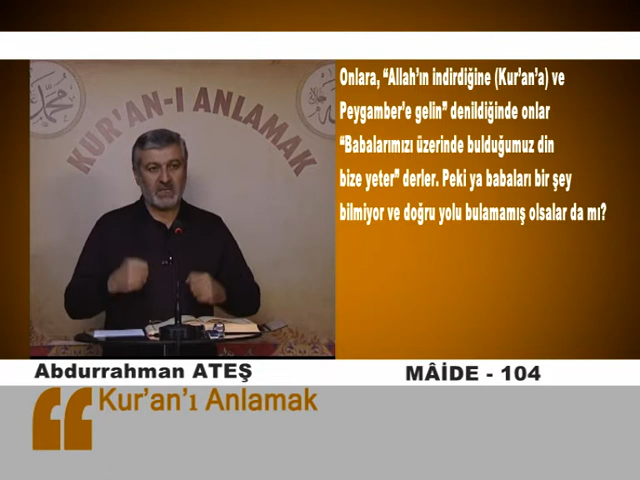 KUR'AN-I ANLAMAK
Onlara, “Allah’ın indirdiğine (Kur’an’a) ve
Peygamber’e gelin” denildiğinde onlar
“Babalarımızı üzerinde bulduğumuz din
bize yeter” derler. Peki ya babaları bir şey
bilmiyor ve doğru yolu bulamamış olsalar da mı?
Abdurrahman ATEŞ
MÂİDE - 104
Kur’an’ı Anlamak